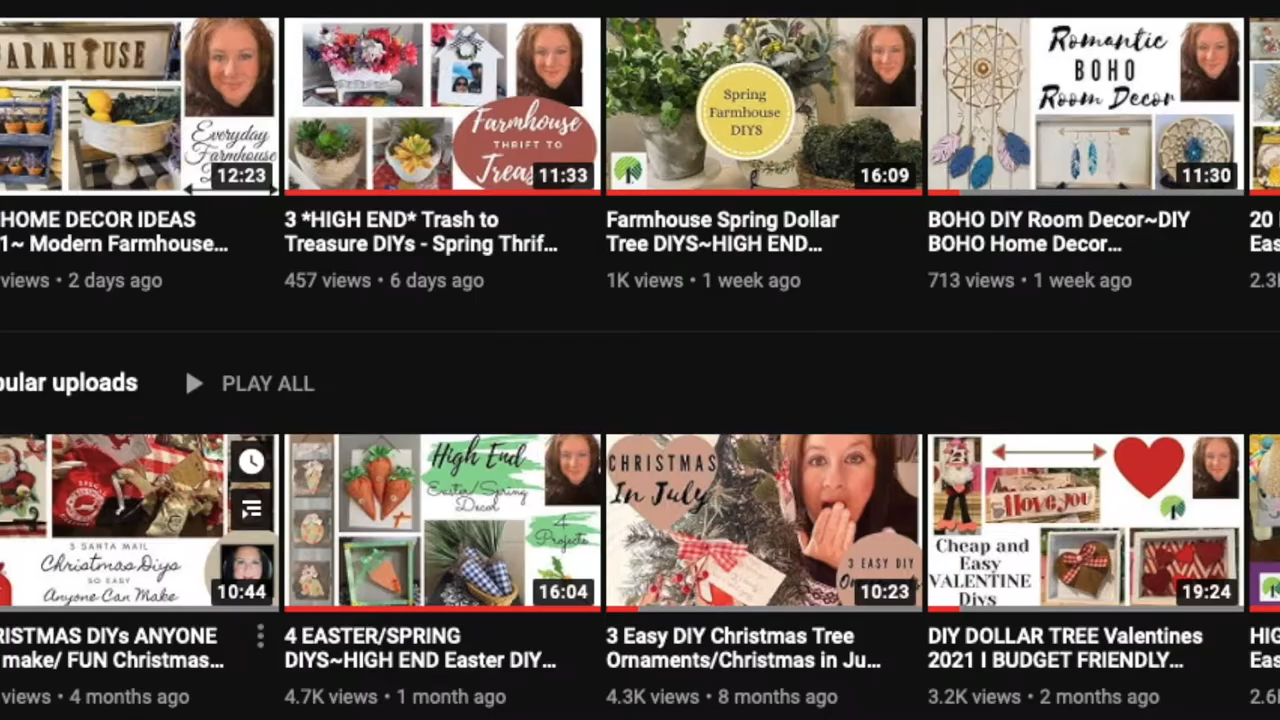 FARMHOUSE
Everyday
Farmhouse
12:23
Farmhouse
THRIFT TO
Treas
11:33
Spring
Farmhouse
DIYS
16:09
Romantic
BOHO
Room Decor
11:30
HOME DECOR IDEAS
1~ Modern Farmhouse...
views • 2 days ago
3 *HIGH END* Trash to
Treasure DIYs - Spring Thrif...
457 views • 6 days ago
Farmhouse Spring Dollar
Tree DIYS~HIGH END...
1K views • 1 week ago
BOHO DIY Room Decor~DIY
BOHO Home Decor...
713 views • 1 week ago
20
Eas
2.3
pular uploads
PLAY ALL
3 SANTA MAIL
Christmas Diys
SO EASY
Anyone Can Make
10:44
High End
Easter/Spring
Decor
4
Projects
16:04
CHRISTMAS
In July
3 EASY DIY
10:23
I love you
Cheap and
Easy
VALENTINE
Diys
19:24
RISTMAS DIYs ANYONE
make/ FUN Christmas...
views • 4 months ago
4 EASTER/SPRING
DIYS~HIGH END Easter DIY...
4.7K views • 1 month ago
3 Easy DIY Christmas Tree
Ornaments/Christmas in Ju...
4.3K views • 8 months ago
DIY DOLLAR TREE Valentines
2021 I BUDGET FRIENDLY...
3.2K views • 2 months ago
HIG
Eas
2.6